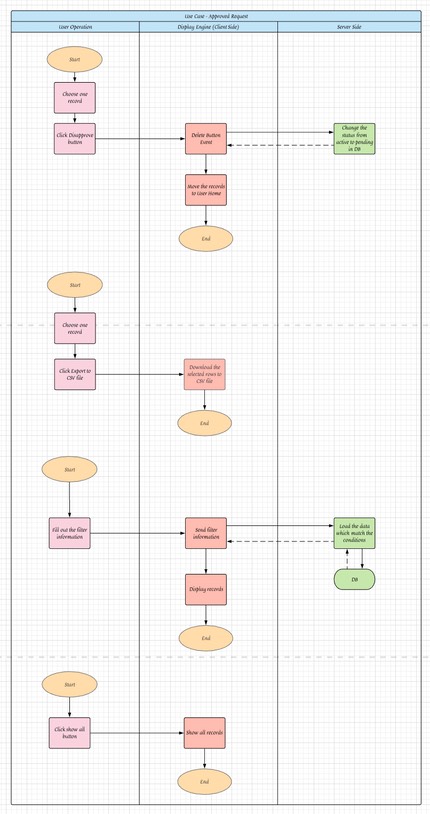 Use Case - Approved Request
User Operation
Display Engine (Client Side)
Server Side
Start
Choose one
record
Click Disapprove
button
Delete Button
Event
Change the
status from
active to pending
in DB
Move the records
to User Home
End
Start
Choose one
record
Click Export to
CSV file
Download the
selected rows to
CSV file
End
Start
Fill out the filter
information
Send filter
information
Load the data
which match the
conditions
Display records
DB
End
Start
Click show all
button
Show all records
End